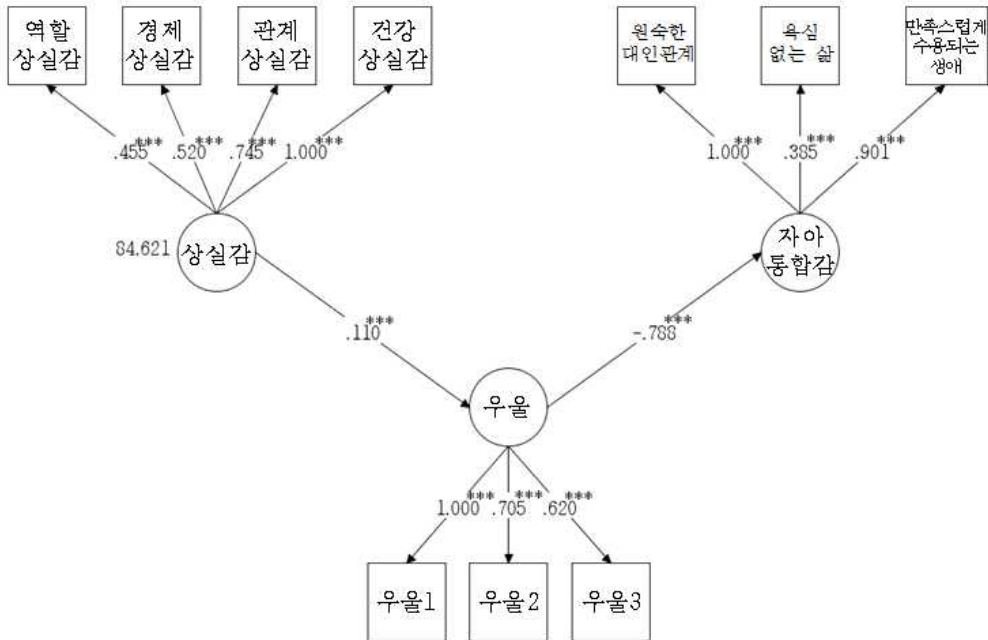 역할
상실감
경제
상실감
관계
상실감
건강
상실감
원숙한
대인관계
욕심
없는 삶
만족스럽게
수용되는
생애
.455***
.520***
.745***
1.000***
1.000***
.385***
.901***
84.621
상실감
자아
통합감
.110***
-.788***
우울
1.000***
.705***
.620***
우울1
우울2
우울3